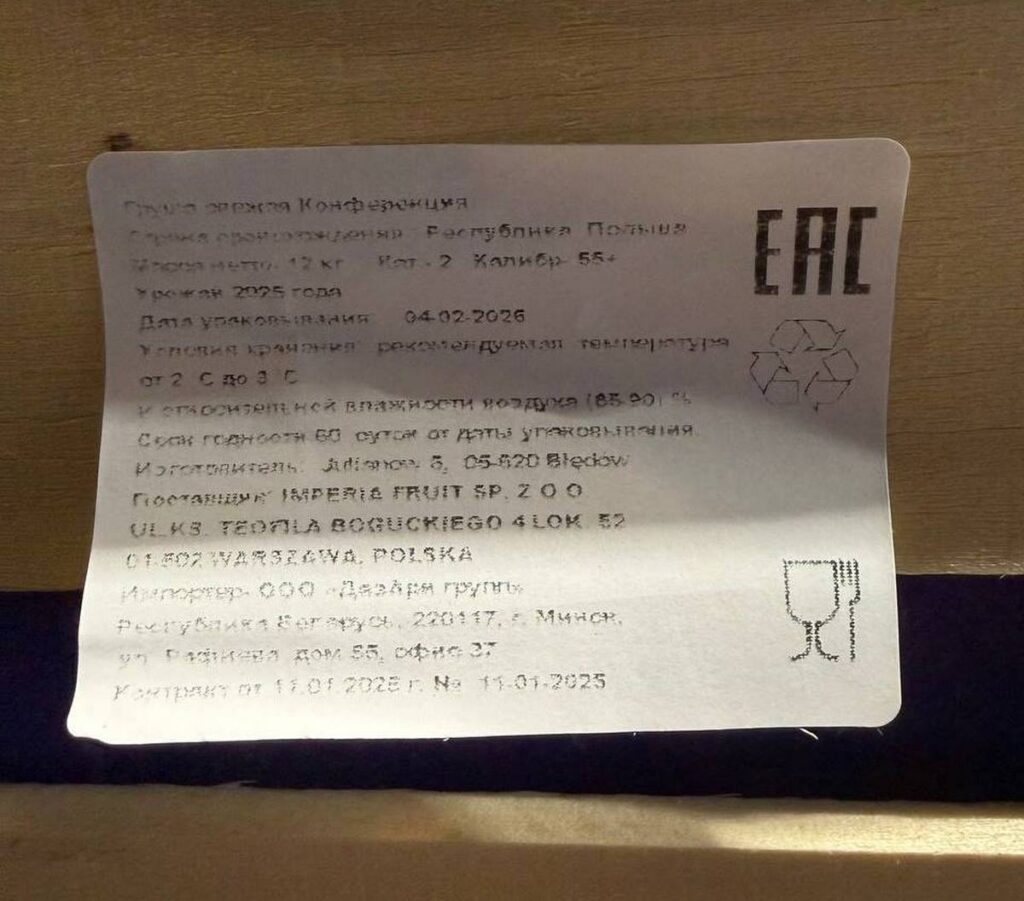 Груша свежая Конференция
Страна происхождения Республика Польша
Масса нетто 12 кг Кат.- 2 Калибр 55+
Урожай 2025 года
Дата упаковывания 04-02-2026
Условия хранения: рекомендуемая температура
от 2 °С до 3 °С
и относительной влажности воздуха (85-90) %
Срок годности 60 суток от даты упаковывания.
Изготовитель: 5, 05-620 Błędów
Поставщик: IMPERIA FRUIT SP. Z O O
UL.KS. TEOFILA BOGUCKIEGO 4 LOK. 52
01-502 WARSZAWA, POLSKA
Импортер- ООО группп»
Республика Беларусь, 220117, г. Минск,
ул. Рафиева дом офис 37
Контракт от 11.01.2025 г. № 11-01-2025
EAC